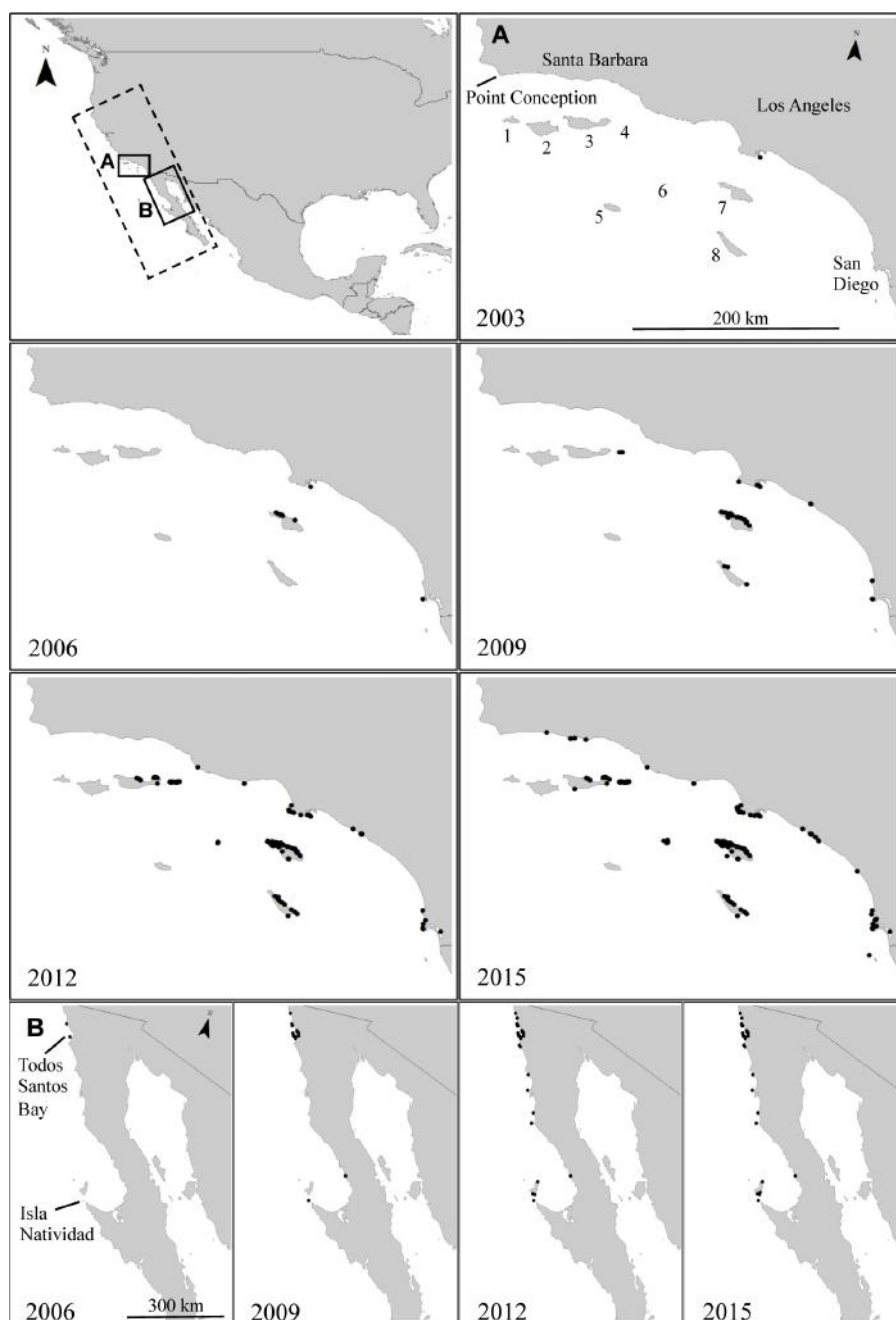 N
A
B
A
N
Santa Barbara
Point Conception
Los Angeles
1
2
3
4
5
6
7
8
San
Diego
2003
200 km
2006
2009
2012
2015
B
N
Todos
Santos
Bay
Isla
Natividad
2006
300 km
2009
2012
2015